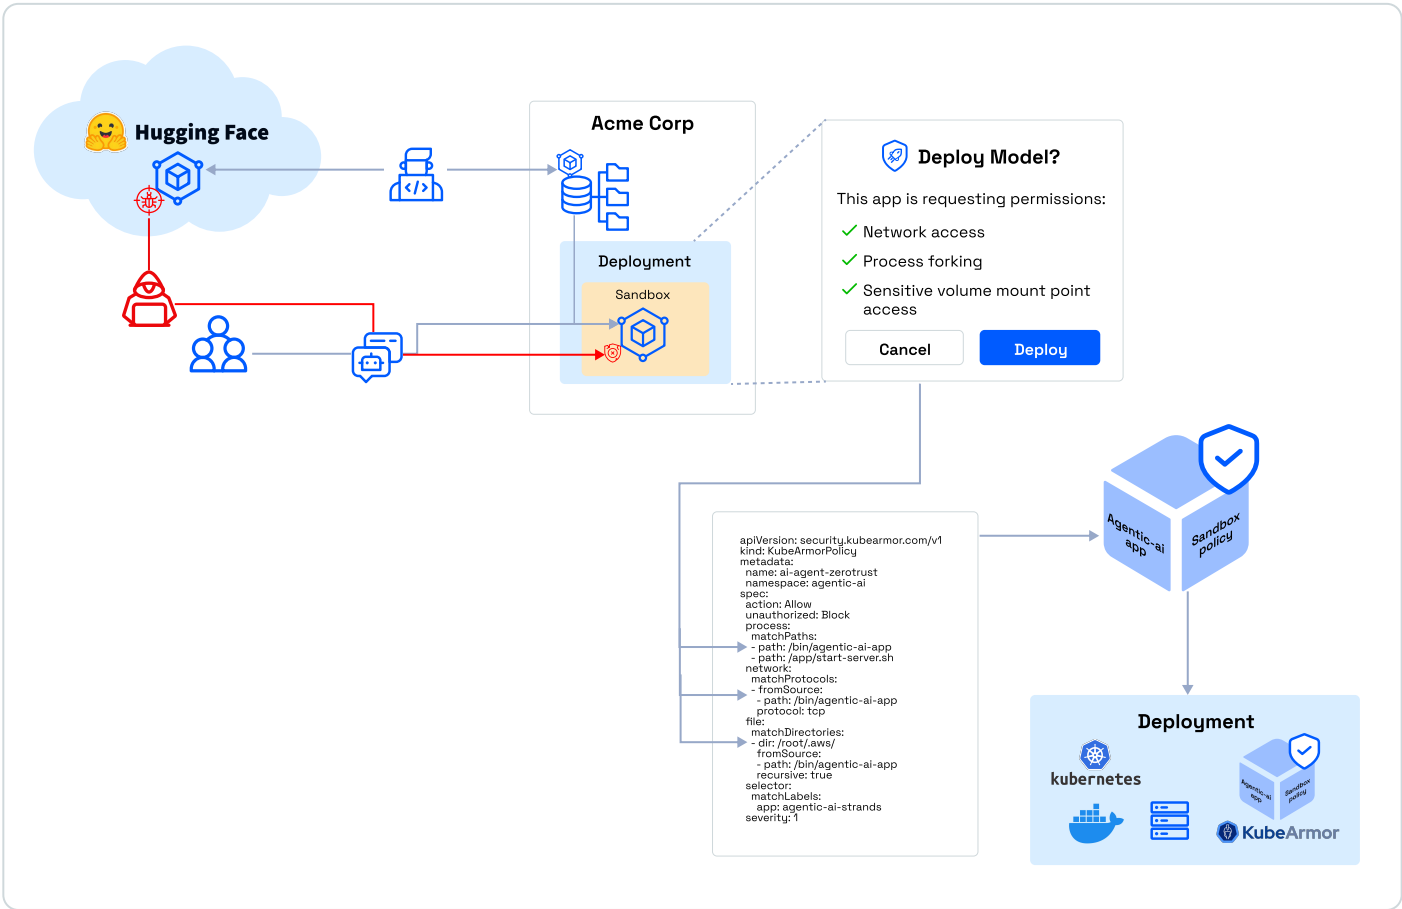 Hugging Face
Acme Corp
Deployment
Sandbox
Deploy Model?
This app is requesting permissions:
Network access
Process forking
Sensitive volume mount point
access
Cancel
Deploy
apiVersion: security.kubearmor.com/v1
kind: KubeArmorPolicy
metadata:
  name: ai-agent-zerotrust
  namespace: agentic-ai
spec:
  action: Allow
  unauthorized: Block
  process:
    matchPaths:
    - path: /bin/agentic-ai-app
    - path: /app/start-server.sh
  network:
    matchProtocols:
    - fromSource:
      - path: /bin/agentic-ai-app
      protocol: tcp
  file:
    matchDirectories:
    - dir: /root/.aws/
      fromSource:
      - path: /bin/agentic-ai-app
      recursive: true
  selector:
    matchLabels:
      app: agentic-ai-strands
  severity: 1
Agentic-ai
app
Sandbox
policy
Deployment
kubernetes
Agentic-ai
app
Sandbox
policy
KubeArmor